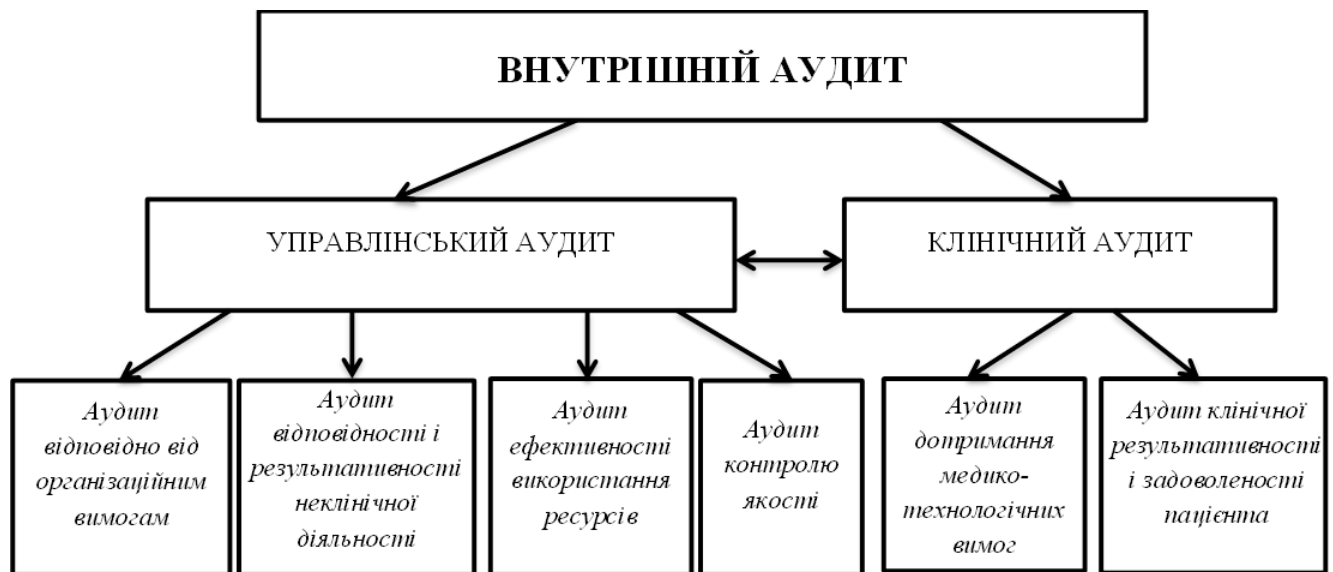 ВНУТРІШНІЙ АУДИТ
УПРАВЛІНСЬКИЙ АУДИТ
КЛІНІЧНИЙ АУДИТ
Аудит
відповідно від
організаційним
вимогам
Аудит
відповідності і
результативності
неклінічної
діяльності
Аудит
ефективності
використання
ресурсів
Аудит
контролю
якості
Аудит
дотримання
медико-
технологічних
вимог
Аудит клінічної
результативності
і задоволеності
пацієнта